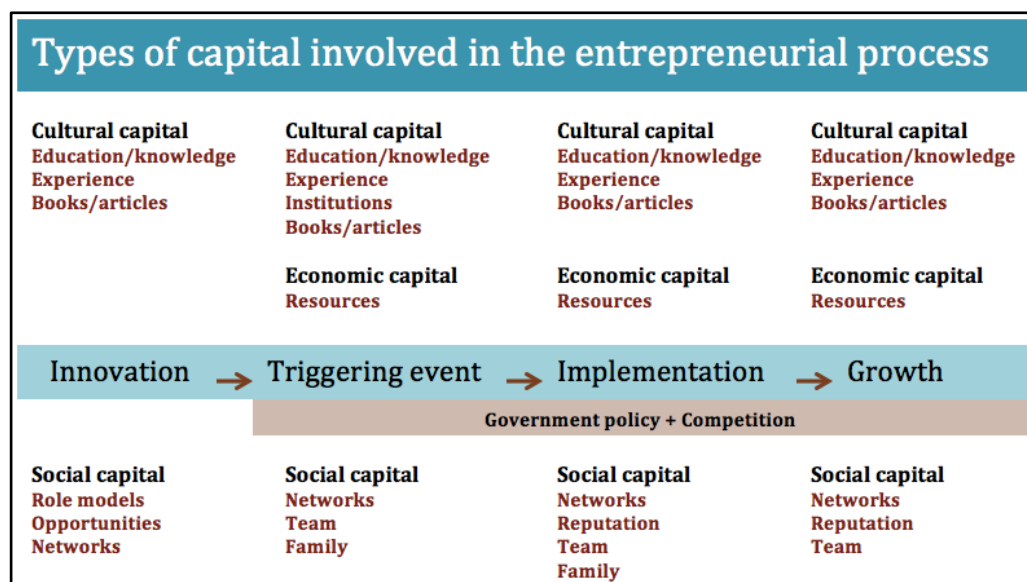 Types of capital involved in the entrepreneurial process
Cultural capital
Education/knowledge
Experience
Books/articles
Cultural capital
Education/knowledge
Experience
Institutions
Books/articles
Economic capital
Resources
Cultural capital
Education/knowledge
Experience
Books/articles
Economic capital
Resources
Cultural capital
Education/knowledge
Experience
Books/articles
Economic capital
Resources
Innovation → Triggering event → Implementation → Growth
Government policy + Competition
Social capital
Role models
Opportunities
Networks
Social capital
Networks
Team
Family
Social capital
Networks
Reputation
Team
Family
Social capital
Networks
Reputation
Team